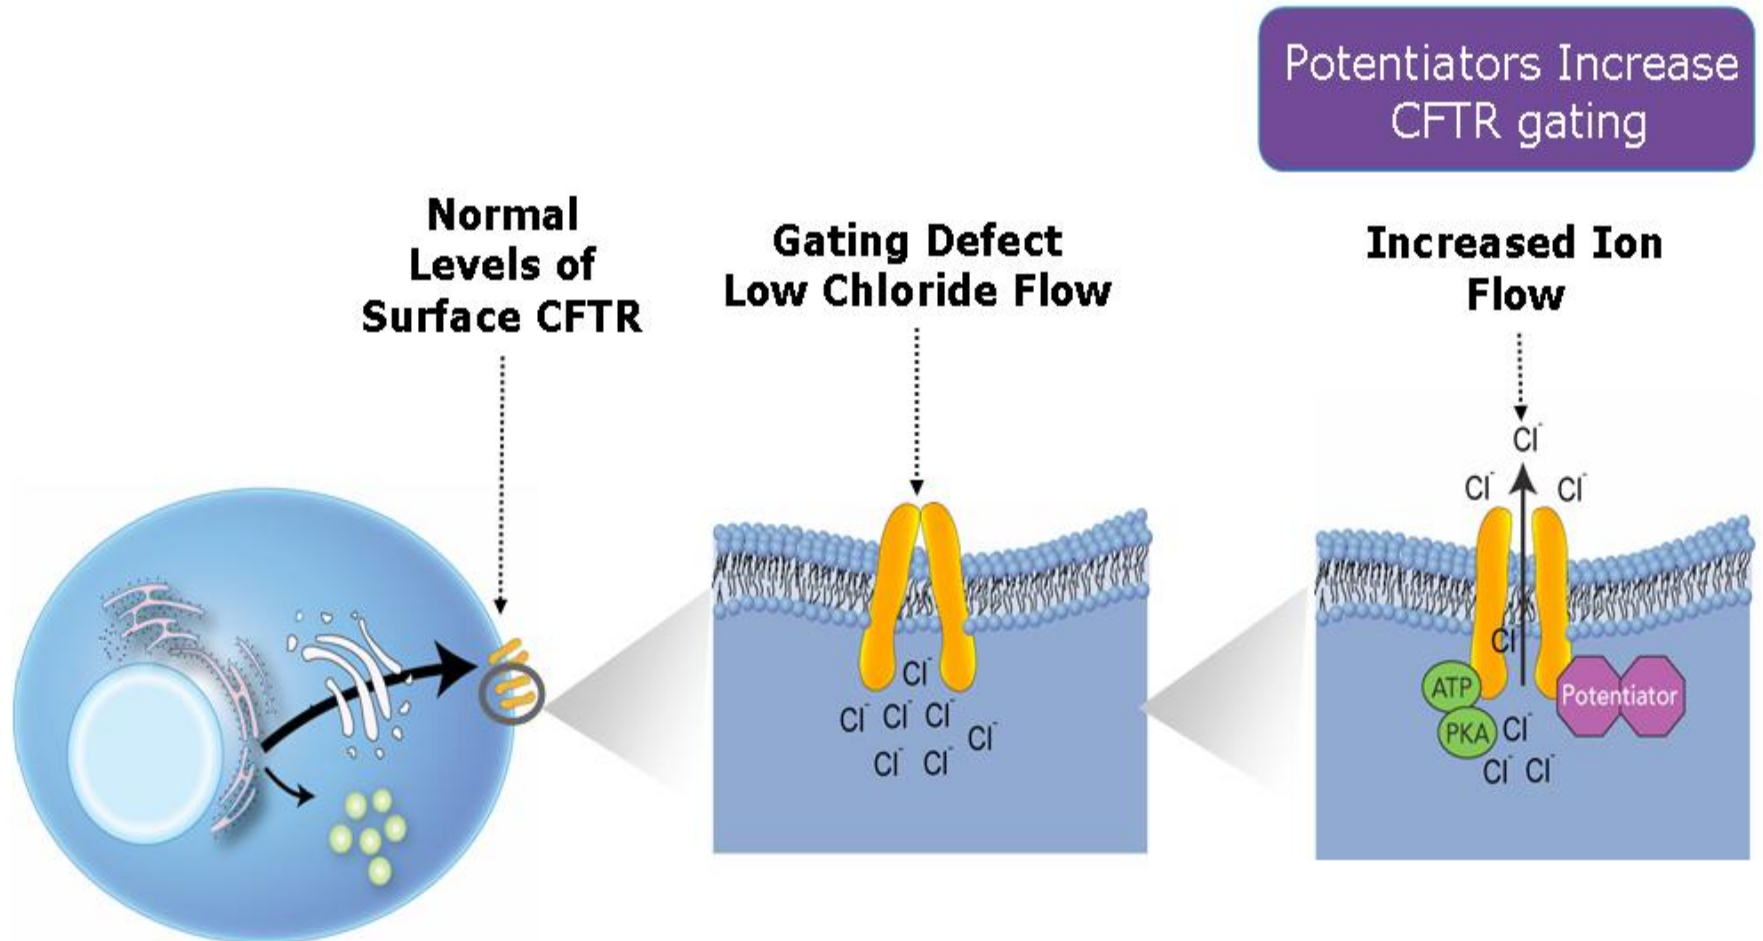 Potentiators Increase
CFTR gating
Normal
Levels of
Surface CFTR
Gating Defect
Low Chloride Flow
Increased Ion
Flow
Cl⁻
Cl⁻ Cl⁻ Cl⁻
Cl⁻
Cl⁻ Cl⁻
Cl⁻
Cl⁻ Cl⁻
Cl⁻
ATP
Potentiator
PKA Cl⁻
Cl⁻ Cl⁻